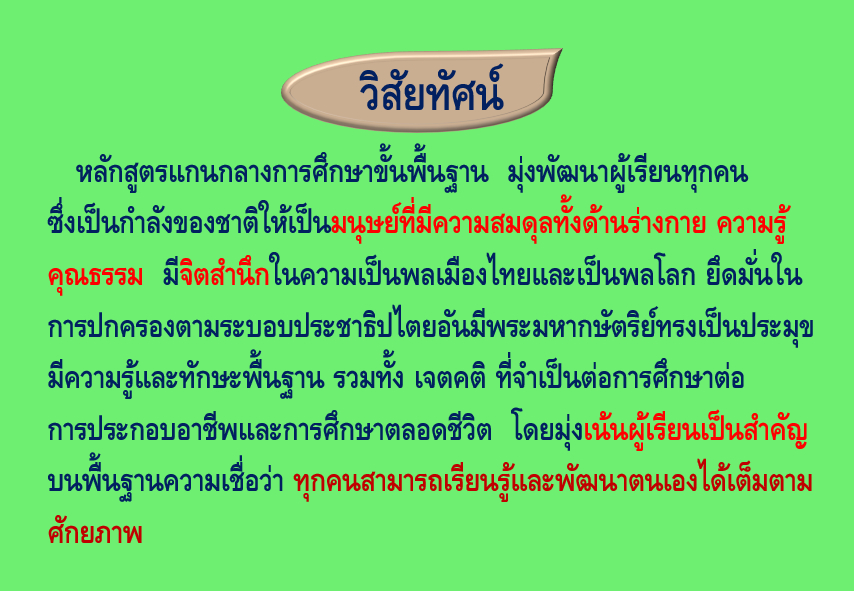 วิสัยทัศน์
หลักสูตรแกนกลางการศึกษาขั้นพื้นฐาน มุ่งพัฒนาผู้เรียนทุกคน
ซึ่งเป็นกำลังของชาติให้เป็นมนุษย์ที่มีความสมดุลทั้งด้านร่างกาย ความรู้
คุณธรรม มีจิตสำนึกในความเป็นพลเมืองไทยและเป็นพลโลก ยึดมั่นใน
การปกครองตามระบอบประชาธิปไตยอันมีพระมหากษัตริย์ทรงเป็นประมุข
มีความรู้และทักษะพื้นฐาน รวมทั้ง เจตคติ ที่จำเป็นต่อการศึกษาต่อ
การประกอบอาชีพและการศึกษาตลอดชีวิต โดยมุ่งเน้นผู้เรียนเป็นสำคัญ
บนพื้นฐานความเชื่อว่า ทุกคนสามารถเรียนรู้และพัฒนาตนเองได้เต็มตาม
ศักยภาพ